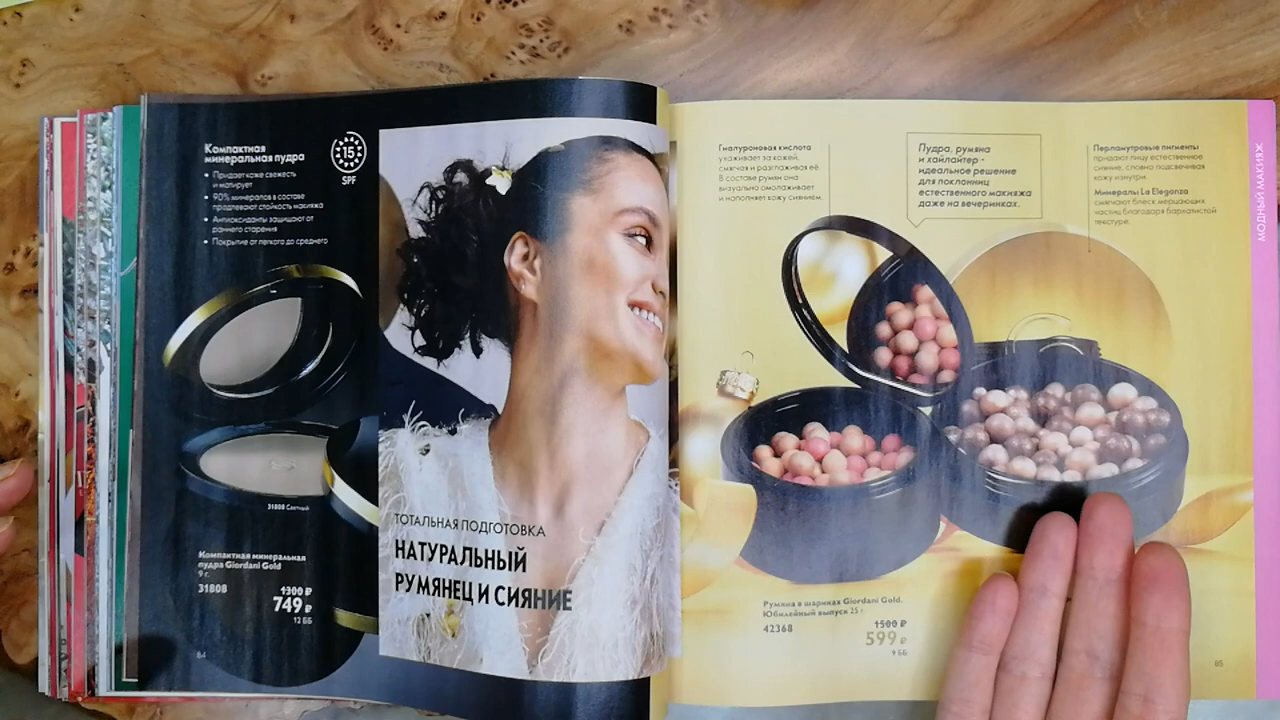 Компактная
минеральная пудра
15
SPF
• Придает коже свежесть
и матирует
• 90% минералов в составе
продлевают стойкость макияжа
• Антиоксиданты защищают от
раннего старения
• Покрытие от легкого до среднего
31808 Светлый
Компактная минеральная
пудра Giordani Gold
9 г.
31808
1300 ₽
749 ₽
12 ББ
84
ТОТАЛЬНАЯ ПОДГОТОВКА
НАТУРАЛЬНЫЙ
РУМЯНЕЦ И СИЯНИЕ
Гиалуроновая кислота
ухаживает за кожей,
смягчая и разглаживая её.
В составе румян она
визуально омолаживает
и наполняет кожу сиянием.
Пудра, румяна
и хайлайтер -
идеальное решение
для поклонниц
естественного макияжа
даже на вечеринках.
Перламутровые пигменты
придают лицу естественное
сияние, словно подсвечивая
кожу изнутри
Минералы La Eleganza
смягчают блеск мерцающих
частиц благодаря бархатистой
текстуре.
МОДНЫЙ МАКИЯЖ
Румяна в шариках Giordani Gold.
Юбилейный выпуск 25 г.
42368
1500 ₽
599 ₽
9 ББ
85